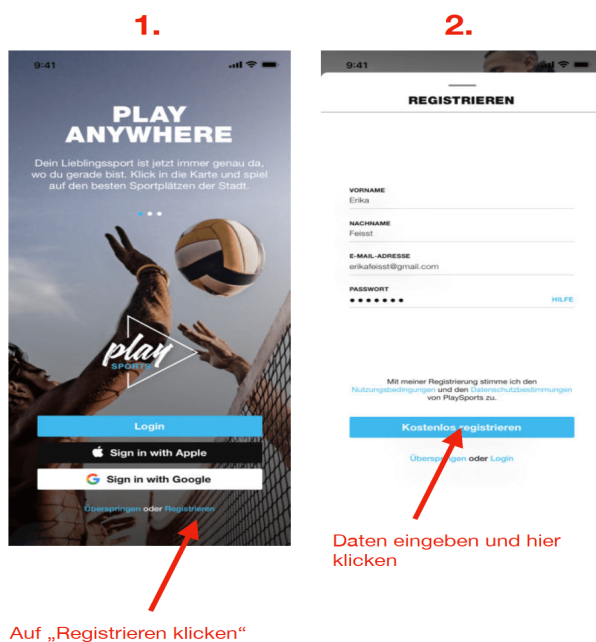 1.
9:41
PLAY
ANYWHERE
Dein Lieblingssport ist jetzt immer genau da,
wo du gerade bist. Klick in die Karte und spiel
auf den besten Sportplätzen der Stadt.
play
SPORTS
Login
Sign in with Apple
Sign in with Google
Überspringen oder Registrieren
Auf „Registrieren klicken“
2.
9:41
REGISTRIEREN
VORNAME
Erika
NACHNAME
Feisst
E-MAIL-ADRESSE
erikafeisst@gmail.com
PASSWORT
HILFE
Mit meiner Registrierung stimme ich den
Nutzungsbedingungen und den Datenschutzbestimmungen
von PlaySports zu.
Kostenlos registrieren
Überspringen oder Login
Daten eingeben und hier
klicken